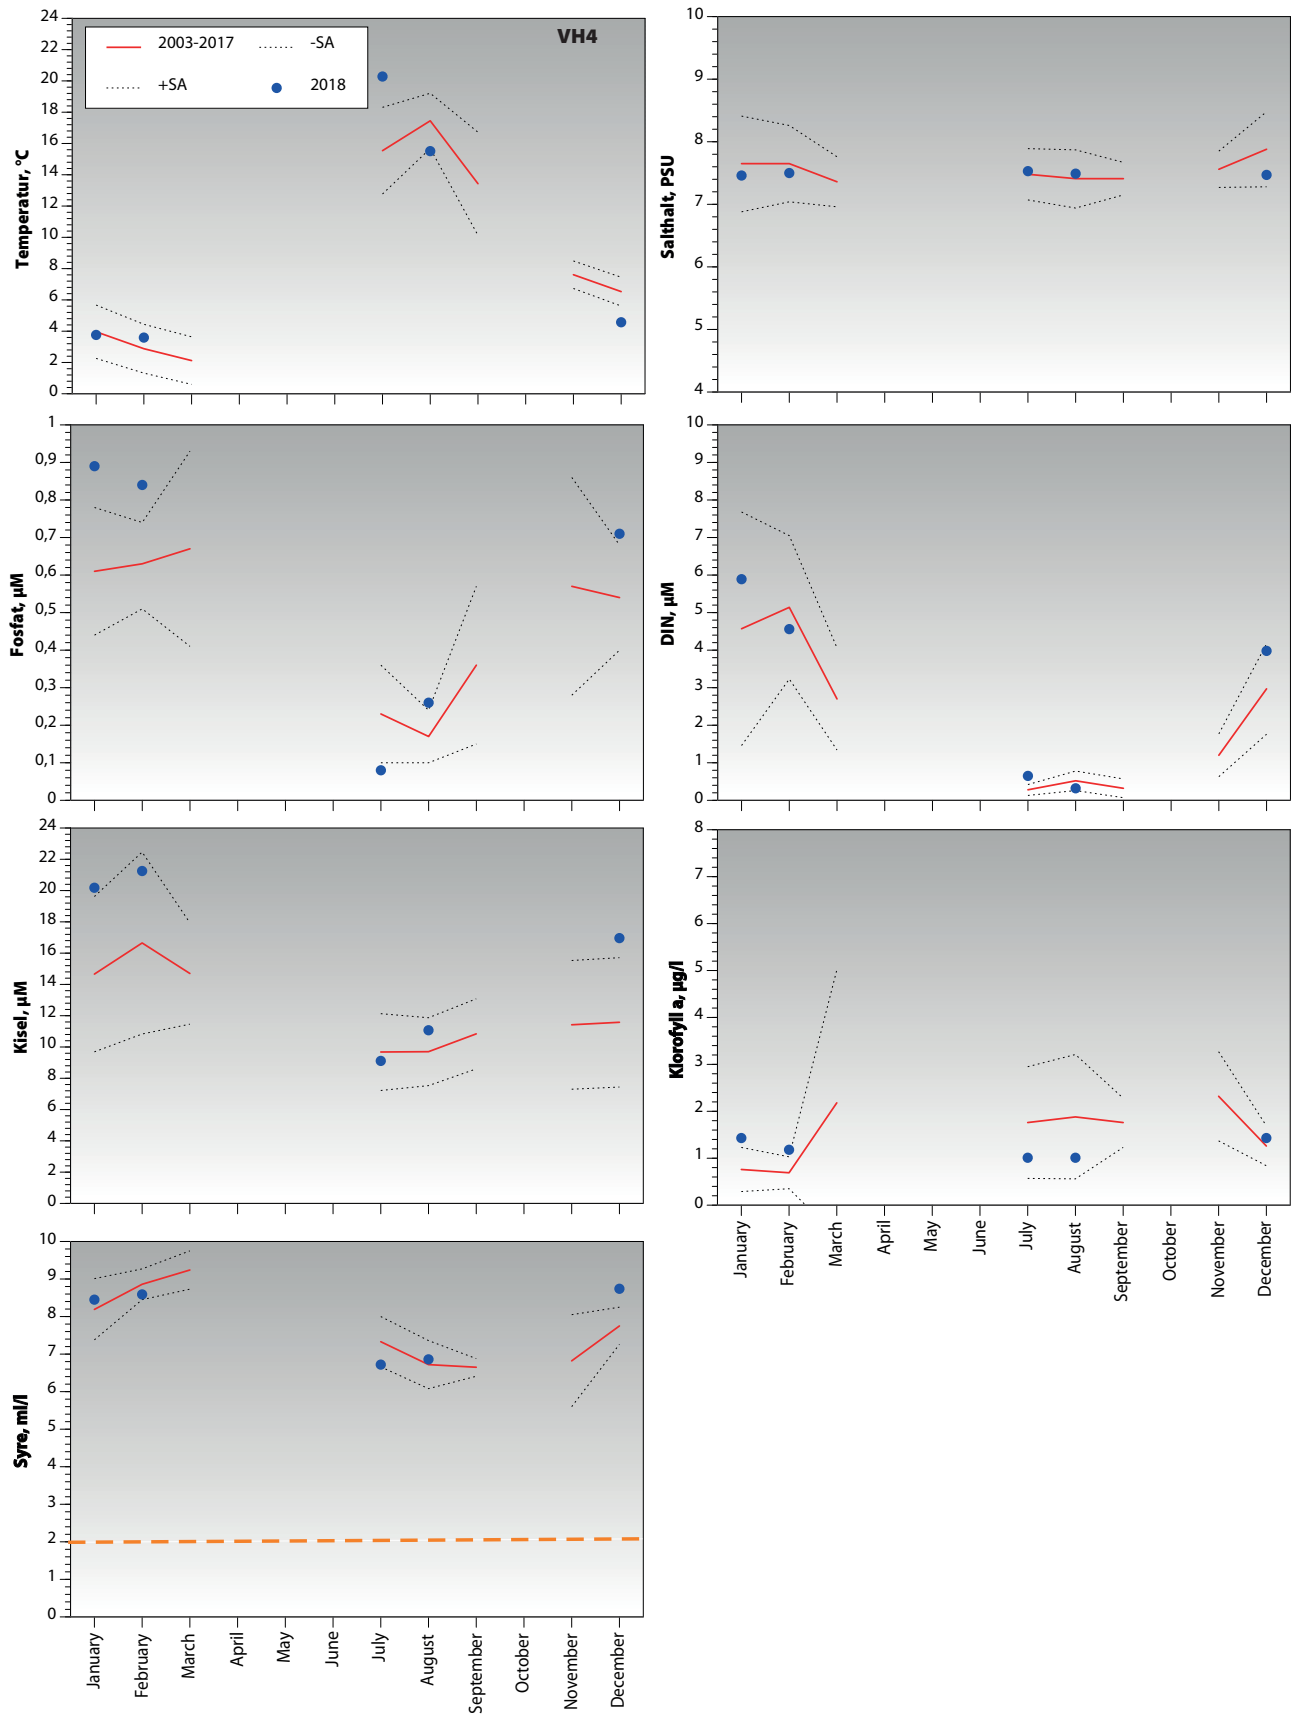 VH4
2003-2017
-SA
+SA
2018
Temperatur, °C
24
22
20
18
16
14
12
10
8
6
4
2
0
Salthalt, PSU
10
9
8
7
6
5
4
Fosfat, µM
1
0,9
0,8
0,7
0,6
0,5
0,4
0,3
0,2
0,1
0
DIN, µM
10
9
8
7
6
5
4
3
2
1
0
Kisel, µM
24
22
20
18
16
14
12
10
8
6
4
2
0
Klorofyll a, µg/l
8
7
6
5
4
3
2
1
0
January
February
March
April
May
June
July
August
September
October
November
December
Syre, ml/l
10
9
8
7
6
5
4
3
2
1
0
January
February
March
April
May
June
July
August
September
October
November
December